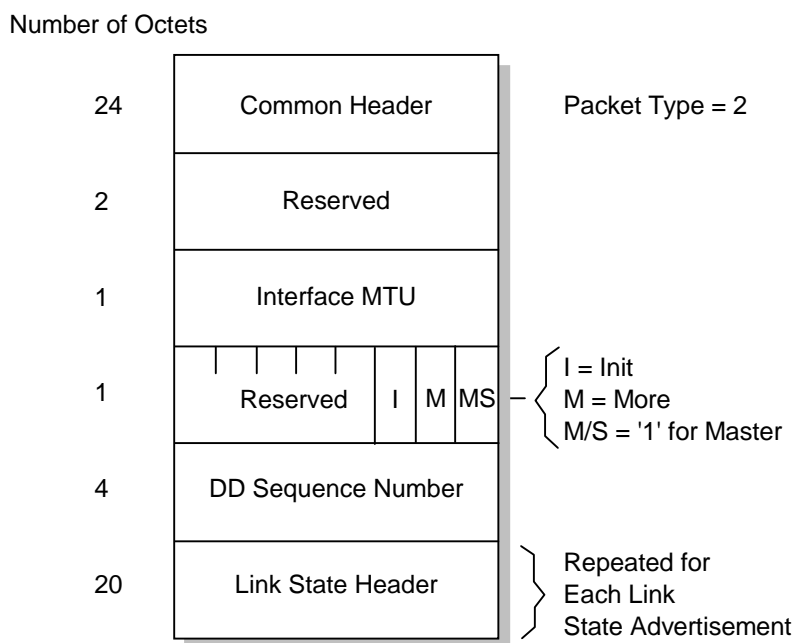 Number of Octets
24 Common Header Packet Type = 2
2 Reserved
1 Interface MTU
1 Reserved I M MS
I = Init
M = More
M/S = '1' for Master
4 DD Sequence Number
20 Link State Header
Repeated for
Each Link
State Advertisement